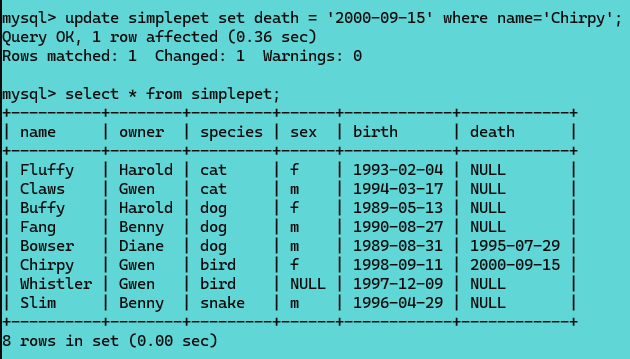 mysql> update simplepet set death = '2000-09-15' where name='Chirpy';
Query OK, 1 row affected (0.36 sec)
Rows matched: 1  Changed: 1  Warnings: 0

mysql> select * from simplepet;
+----------+--------+---------+------+------------+------------+
| name     | owner  | species | sex  | birth      | death      |
+----------+--------+---------+------+------------+------------+
| Fluffy   | Harold | cat     | f    | 1993-02-04 | NULL       |
| Claws    | Gwen   | cat     | m    | 1994-03-17 | NULL       |
| Buffy    | Harold | dog     | f    | 1989-05-13 | NULL       |
| Fang     | Benny  | dog     | m    | 1990-08-27 | NULL       |
| Bowser   | Diane  | dog     | m    | 1989-08-31 | 1995-07-29 |
| Chirpy   | Gwen   | bird    | f    | 1998-09-11 | 2000-09-15 |
| Whistler | Gwen   | bird    | NULL | 1997-12-09 | NULL       |
| Slim     | Benny  | snake   | m    | 1996-04-29 | NULL       |
+----------+--------+---------+------+------------+------------+
8 rows in set (0.00 sec)